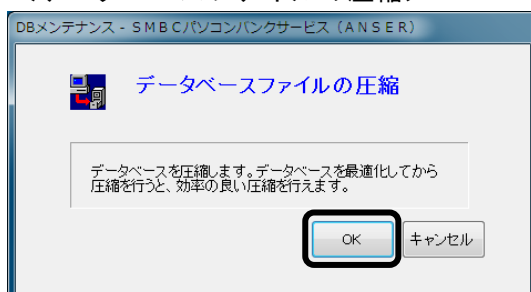 DBメンテナンス - ＳＭＢＣパソコンバンクサービス（ＡＮＳＥＲ）
データベースファイルの圧縮
データベースを圧縮します。データベースを最適化してから
圧縮を行うと、効率の良い圧縮を行えます。
OK
キャンセル